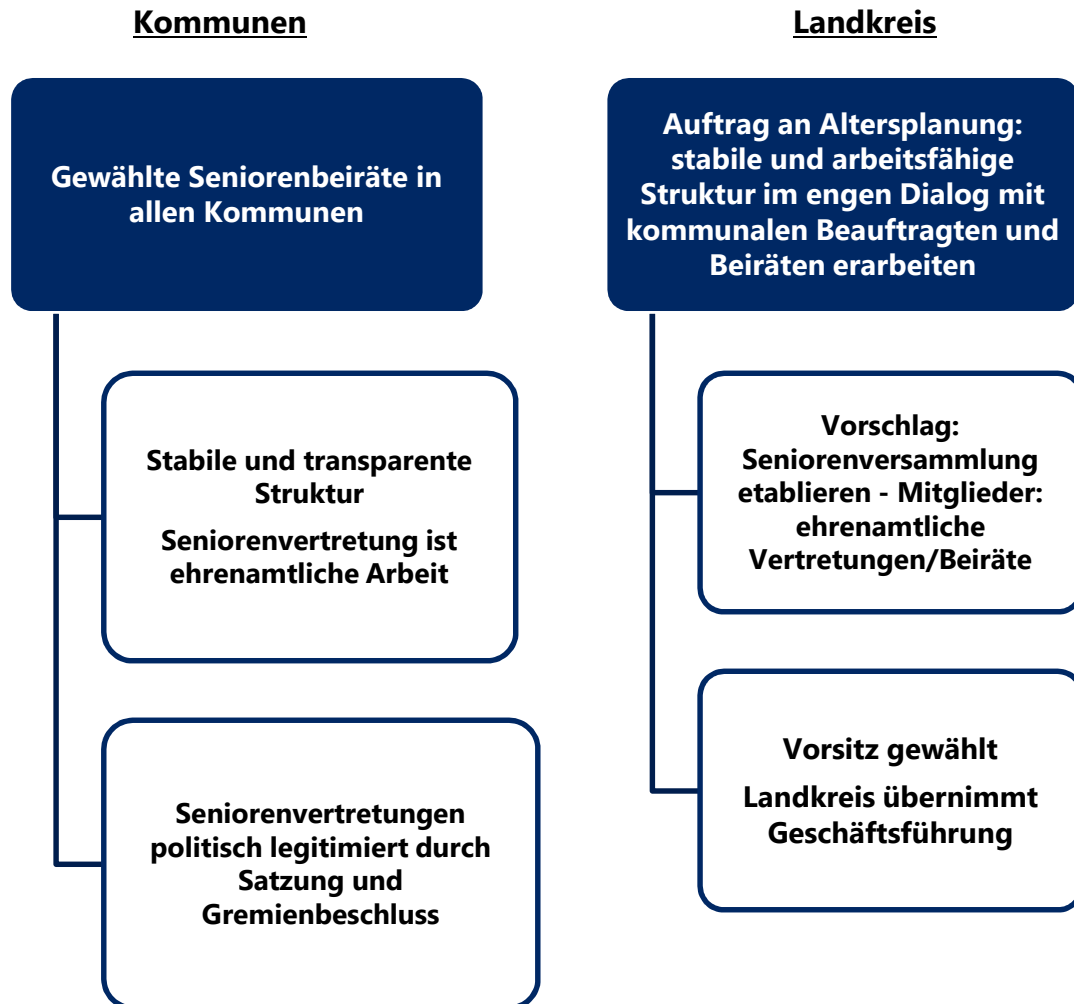 Kommunen
Gewählte Seniorenbeiräte in
allen Kommunen
Stabile und transparente
Struktur
Seniorenvertretung ist
ehrenamtliche Arbeit
Seniorenvertretungen
politisch legitimiert durch
Satzung und
Gremienbeschluss
Landkreis
Auftrag an Altersplanung:
stabile und arbeitsfähige
Struktur im engen Dialog mit
kommunalen Beauftragten und
Beiräten erarbeiten
Vorschlag:
Seniorenversammlung
etablieren - Mitglieder:
ehrenamtliche
Vertretungen/Beiräte
Vorsitz gewählt
Landkreis übernimmt
Geschäftsführung